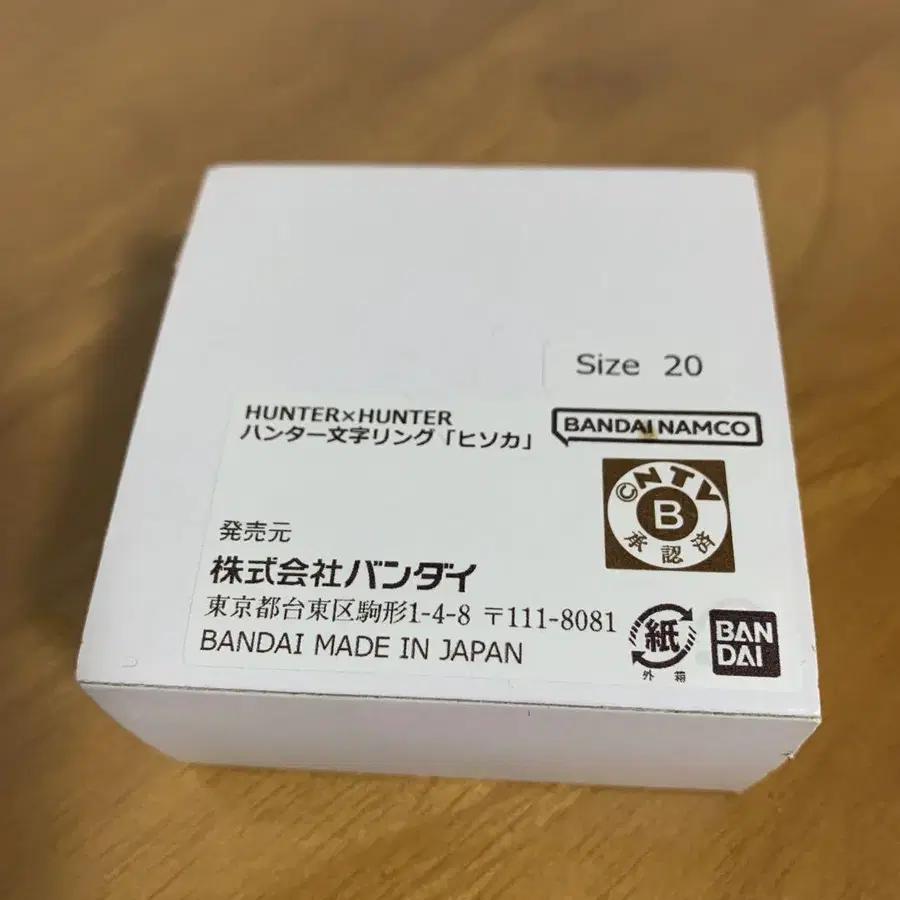 Size 20
HUNTER×HUNTER
ハンター文字リング「ヒソカ」
BANDAI NAMCO
©NTV
B
承認済
発売元
株式会社バンダイ
東京都台東区駒形1-4-8 〒111-8081
BANDAI MADE IN JAPAN
紙
外箱
BAN
DAI